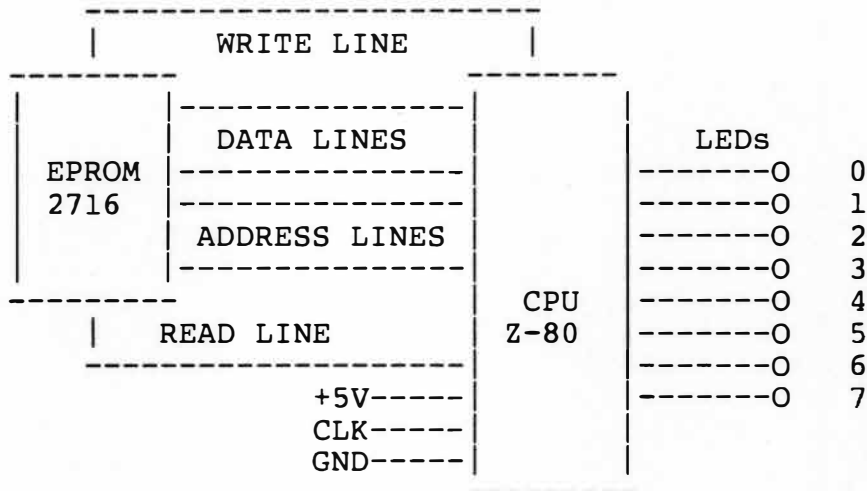 WRITE LINE
DATA LINES LEDs
EPROM O 0
2716 O 1
ADDRESS LINES O 2
O 3
CPU O 4
READ LINE Z-80 O 5
O 6
+5V O 7
CLK
GND